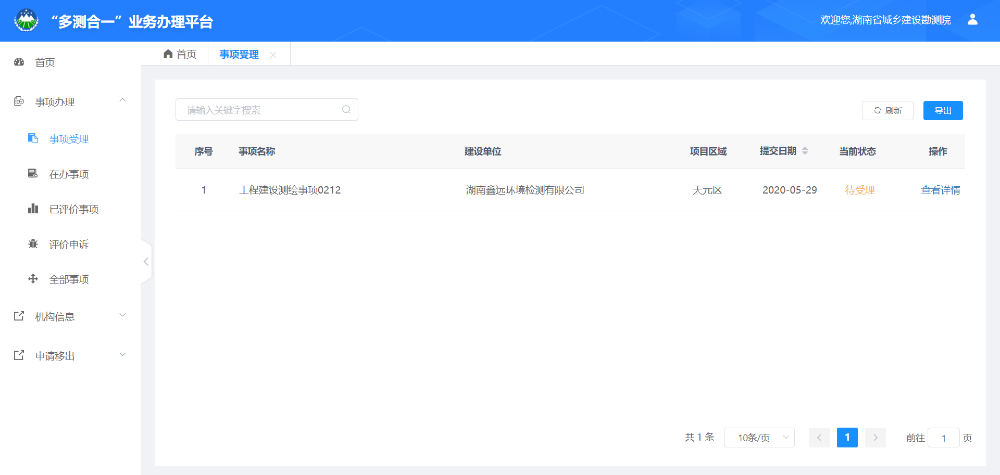 “多测合一”业务办理平台
欢迎您,湖南省城乡建设勘测院
首页
事项办理
事项受理
在办事项
已评价事项
评价申诉
全部事项
机构信息
申请移出
首页 事项受理
请输入关键字搜索
刷新 导出
序号 事项名称 建设单位 项目区域 提交日期 当前状态 操作
1 工程建设测绘事项0212 湖南鑫远环境检测有限公司 天元区 2020-05-29 待受理 查看详情
共 1 条 10条/页 1 前往 1 页